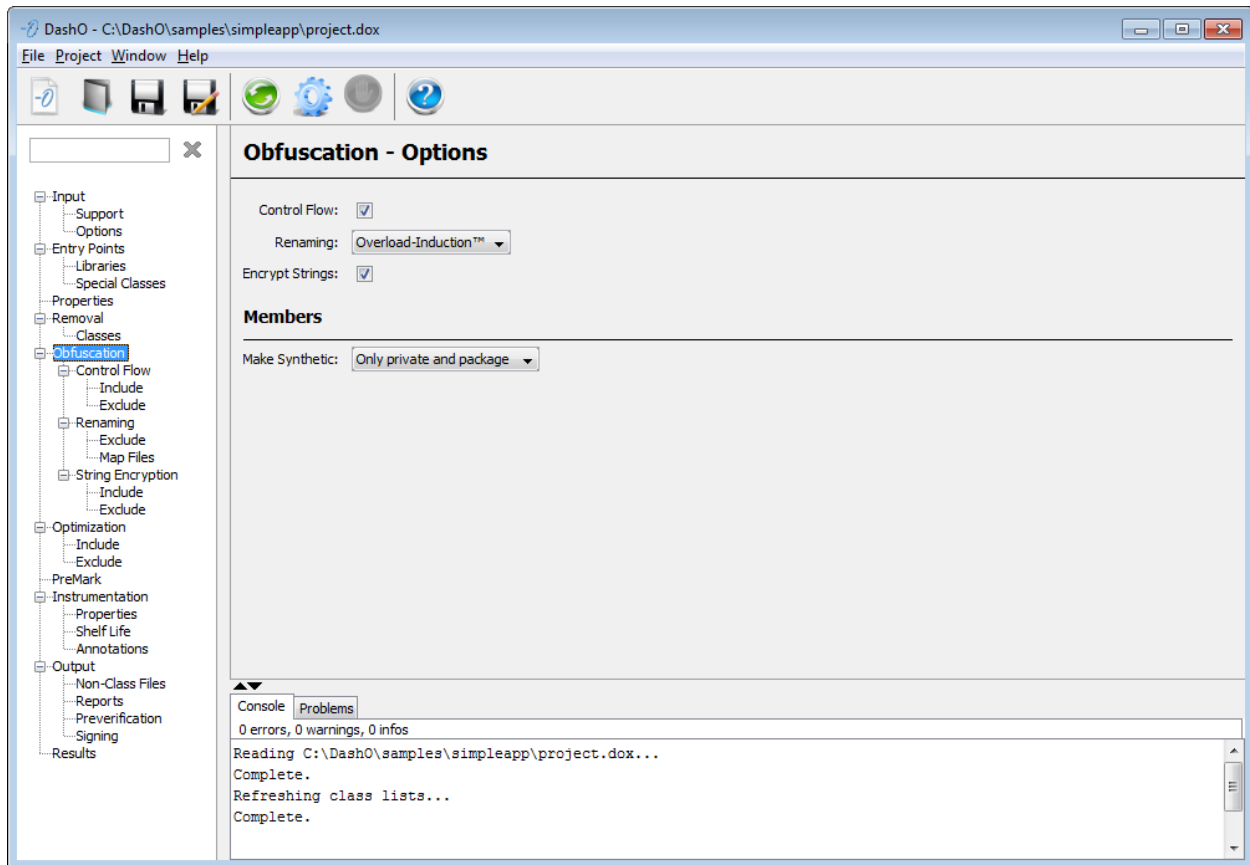 DashO - C:\DashO\samples\simpleapp\project.dox
File Project Window Help
Obfuscation - Options
Input
Support
Options
Entry Points
Libraries
Special Classes
Properties
Removal
Classes
Obfuscation
Control Flow
Include
Exclude
Renaming
Exclude
Map Files
String Encryption
Include
Exclude
Optimization
Include
Exclude
PreMark
Instrumentation
Properties
Shelf Life
Annotations
Output
Non-Class Files
Reports
Preverification
Signing
Results
Control Flow:
Renaming: Overload-Induction™
Encrypt Strings:
Members
Make Synthetic: Only private and package
Console Problems
0 errors, 0 warnings, 0 infos
Reading C:\DashO\samples\simpleapp\project.dox...
Complete.
Refreshing class lists...
Complete.